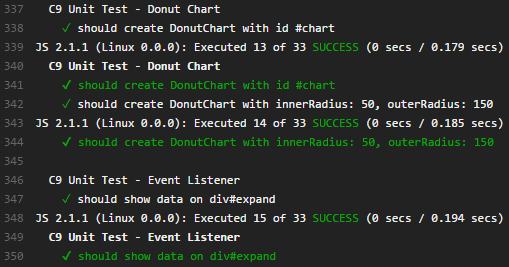 337 C9 Unit Test - Donut Chart
338 ✓ should create DonutChart with id #chart
339 JS 2.1.1 (Linux 0.0.0): Executed 13 of 33 SUCCESS (0 secs / 0.179 secs)
340 C9 Unit Test - Donut Chart
341 ✓ should create DonutChart with id #chart
342 ✓ should create DonutChart with innerRadius: 50, outerRadius: 150
343 JS 2.1.1 (Linux 0.0.0): Executed 14 of 33 SUCCESS (0 secs / 0.185 secs)
344 ✓ should create DonutChart with innerRadius: 50, outerRadius: 150
345
346 C9 Unit Test - Event Listener
347 ✓ should show data on div#expand
348 JS 2.1.1 (Linux 0.0.0): Executed 15 of 33 SUCCESS (0 secs / 0.194 secs)
349 C9 Unit Test - Event Listener
350 ✓ should show data on div#expand